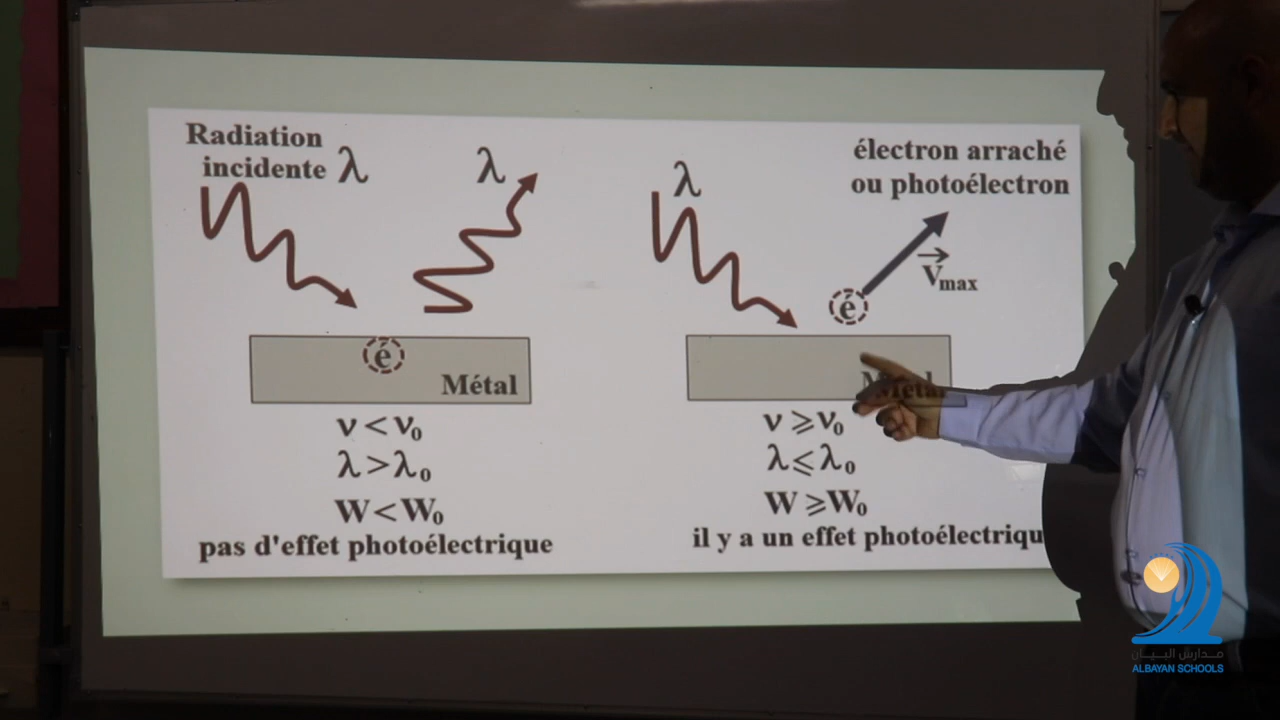 Radiation
incidente λ
λ
é
Métal
ν < ν₀
λ > λ₀
W < W₀
pas d'effet photoélectrique
λ
électron arraché
ou photoélectron
V⃗max
é
Métal
ν ⩾ ν₀
λ ⩽ λ₀
W ⩾ W₀
il y a un effet photoélectriqu
مدارس البيان
ALBAYAN SCHOOLS